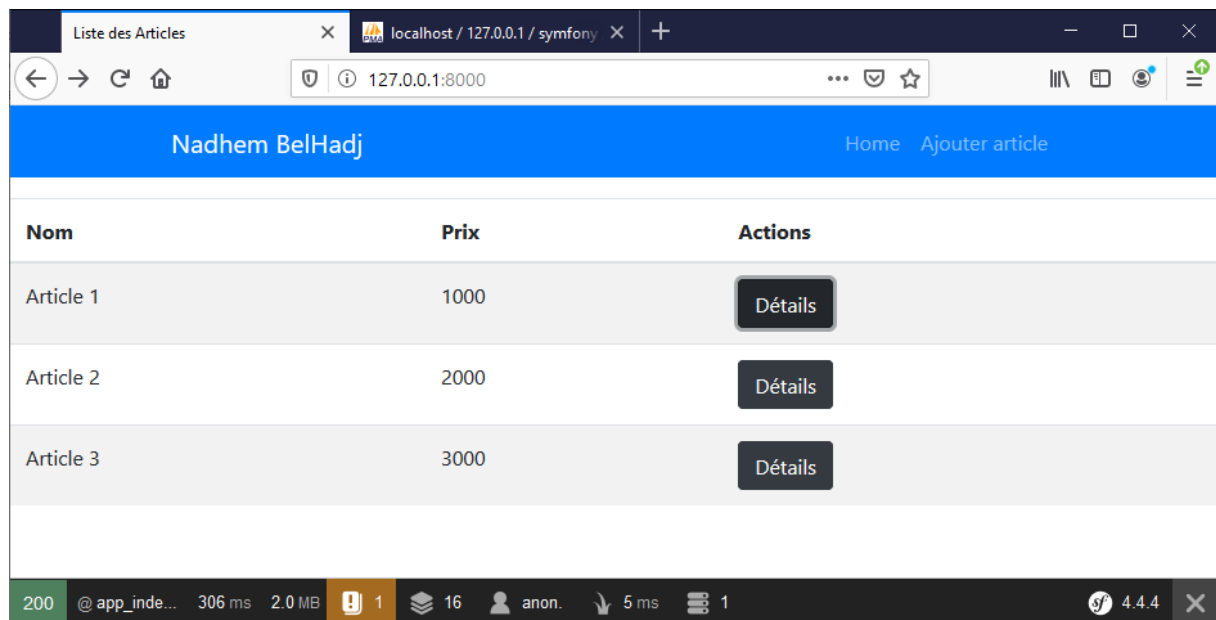 Liste des Articles
localhost / 127.0.0.1 / symfony
127.0.0.1:8000
Nadhem BelHadj Home Ajouter article
Nom Prix Actions
Article 1 1000 Détails
Article 2 2000 Détails
Article 3 3000 Détails
200 @ app_inde... 306 ms 2.0 MB 1 16 anon. 5 ms 1 sf 4.4.4